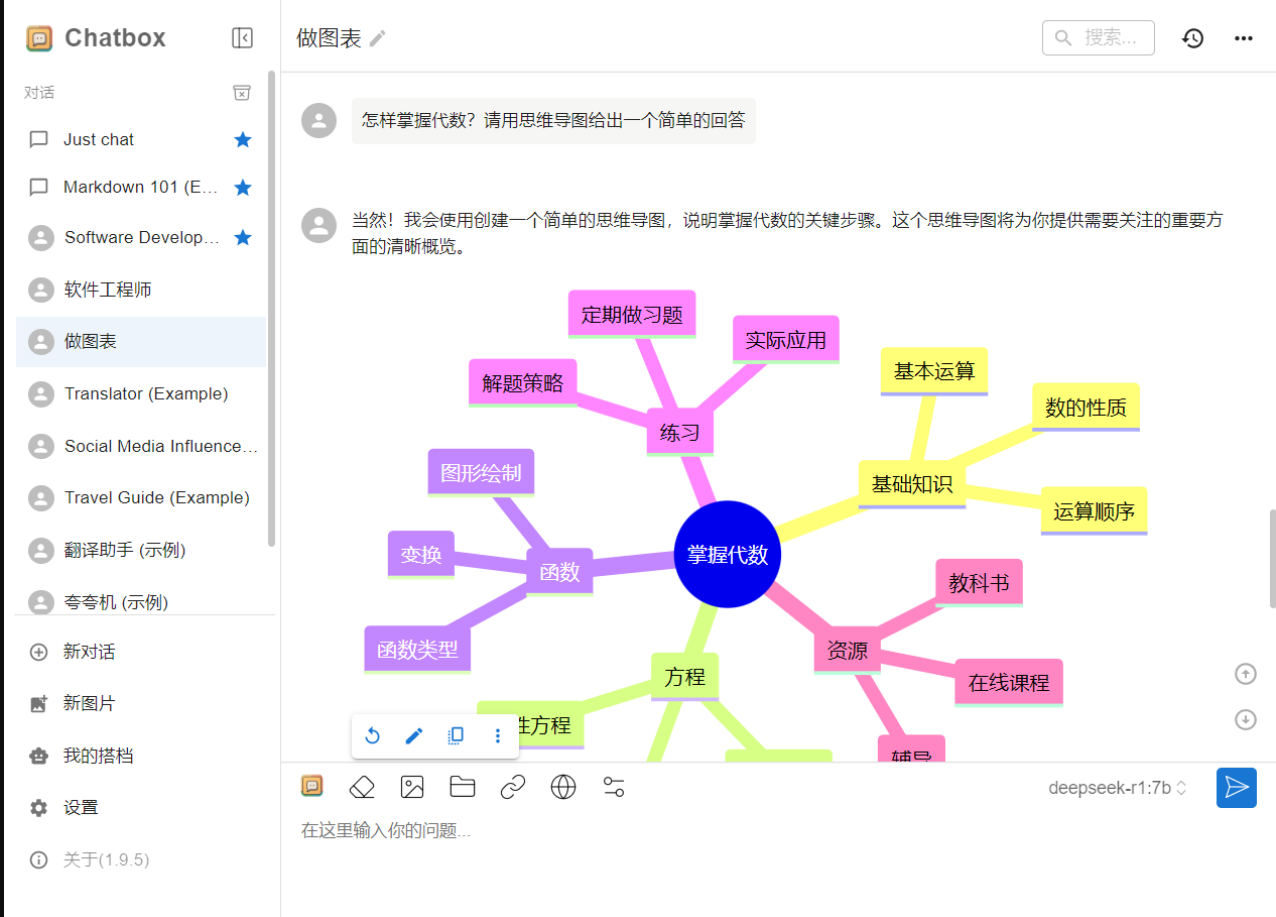 Chatbox
对话
Just chat
Markdown 101 (E...
Software Develop...
软件工程师
做图表
Translator (Example)
Social Media Influence...
Travel Guide (Example)
翻译助手 (示例)
夸夸机 (示例)
新对话
新图片
我的搭档
设置
关于(1.9.5)
做图表
搜索...
怎样掌握代数？请用思维导图给出一个简单的回答
当然！我会使用创建一个简单的思维导图，说明掌握代数的关键步骤。这个思维导图将为你提供需要关注的重要方
面的清晰概览。
定期做习题
实际应用
解题策略
练习
基本运算
数的性质
基础知识
运算顺序
图形绘制
变换
函数
函数类型
掌握代数
教科书
资源
在线课程
辅导
方程
性方程
deepseek-r1:7b
在这里输入你的问题...